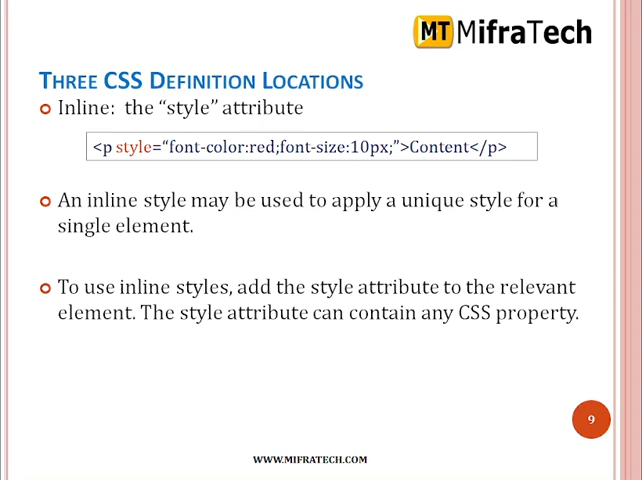 MT MifraTech
THREE CSS DEFINITION LOCATIONS
Inline: the “style” attribute
<p style=“font-color:red;font-size:10px;”>Content</p>
An inline style may be used to apply a unique style for a
single element.
To use inline styles, add the style attribute to the relevant
element. The style attribute can contain any CSS property.
9
WWW.MIFRATECH.COM